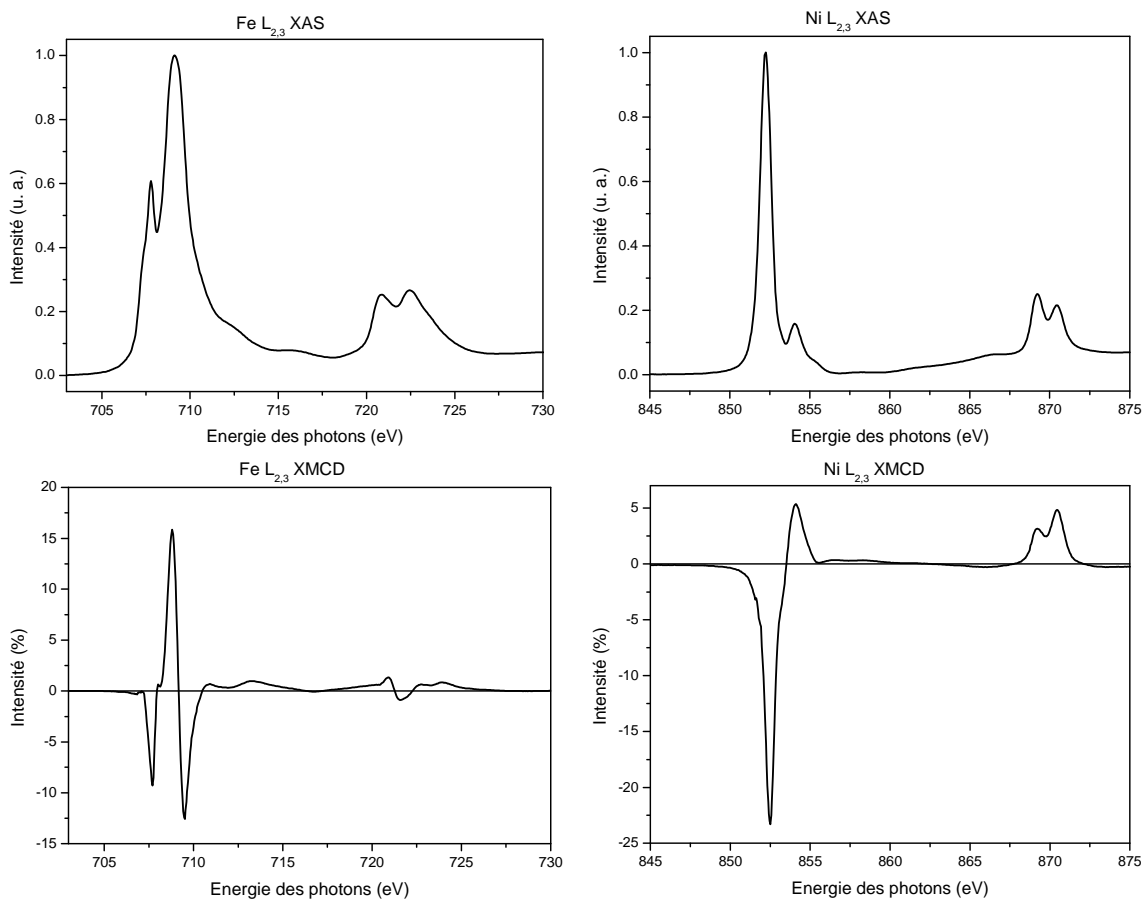 Fe L2,3 XAS
Intensité (u. a.)
1.0
0.8
0.6
0.4
0.2
0.0
705 710 715 720 725 730
Energie des photons (eV)
Ni L2,3 XAS
Intensité (u. a.)
1.0
0.8
0.6
0.4
0.2
0.0
845 850 855 860 865 870 875
Energie des photons (eV)
Fe L2,3 XMCD
Intensité (%)
20
15
10
5
0
-5
-10
-15
705 710 715 720 725 730
Energie des photons (eV)
Ni L2,3 XMCD
Intensité (%)
5
0
-5
-10
-15
-20
-25
845 850 855 860 865 870 875
Energie des photons (eV)